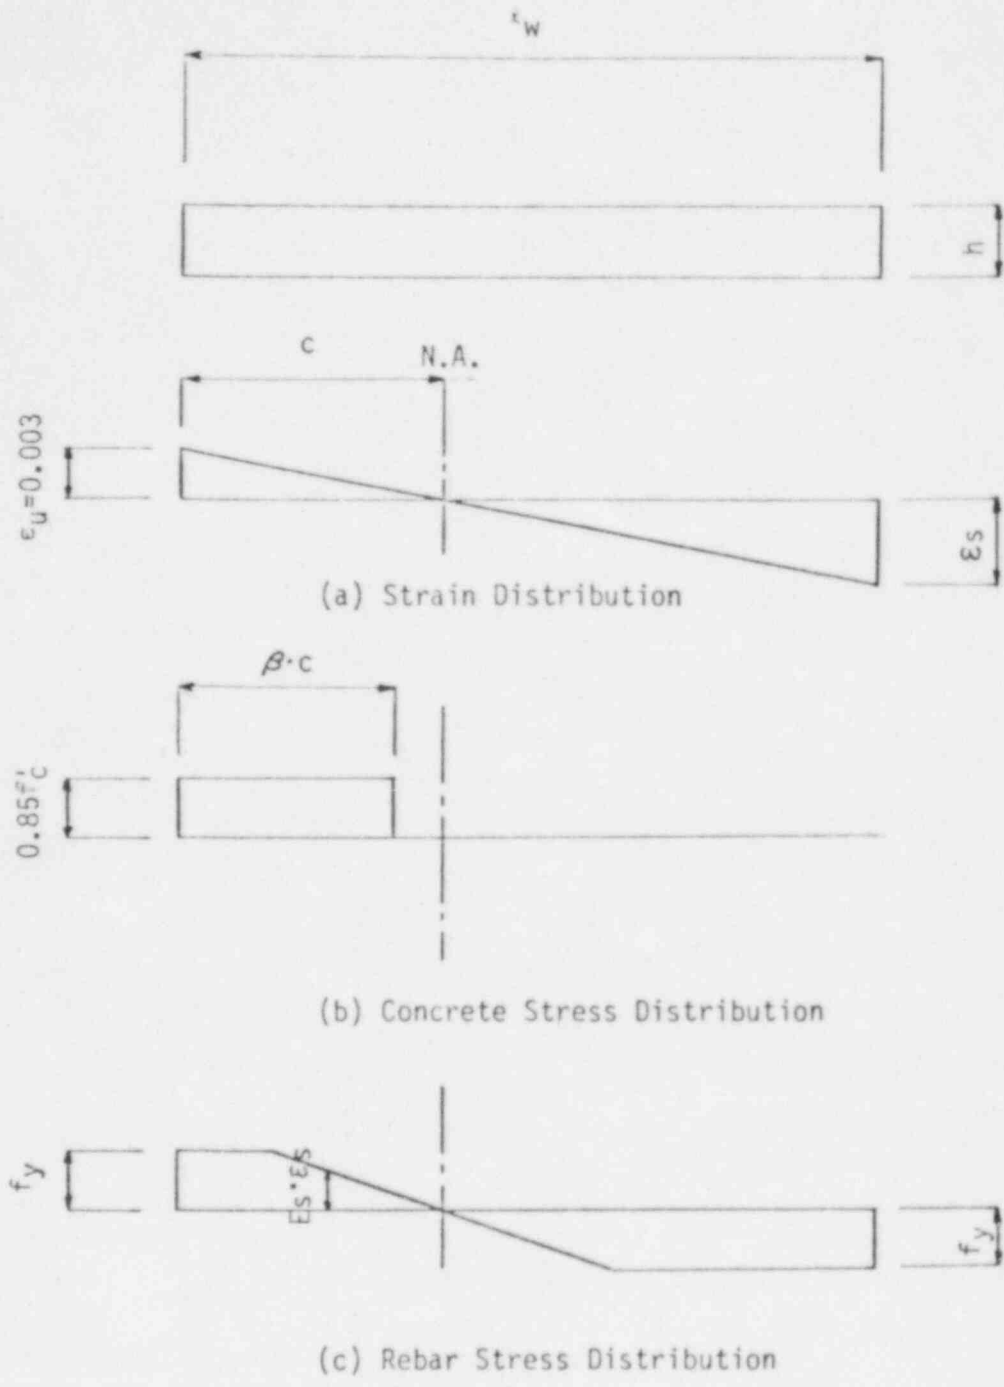 ℓw
h
c
N.A.
εu=0.003
εs
(a) Strain Distribution
β·c
0.85f'c
(b) Concrete Stress Distribution
fy
Es·εs
fy
(c) Rebar Stress Distribution